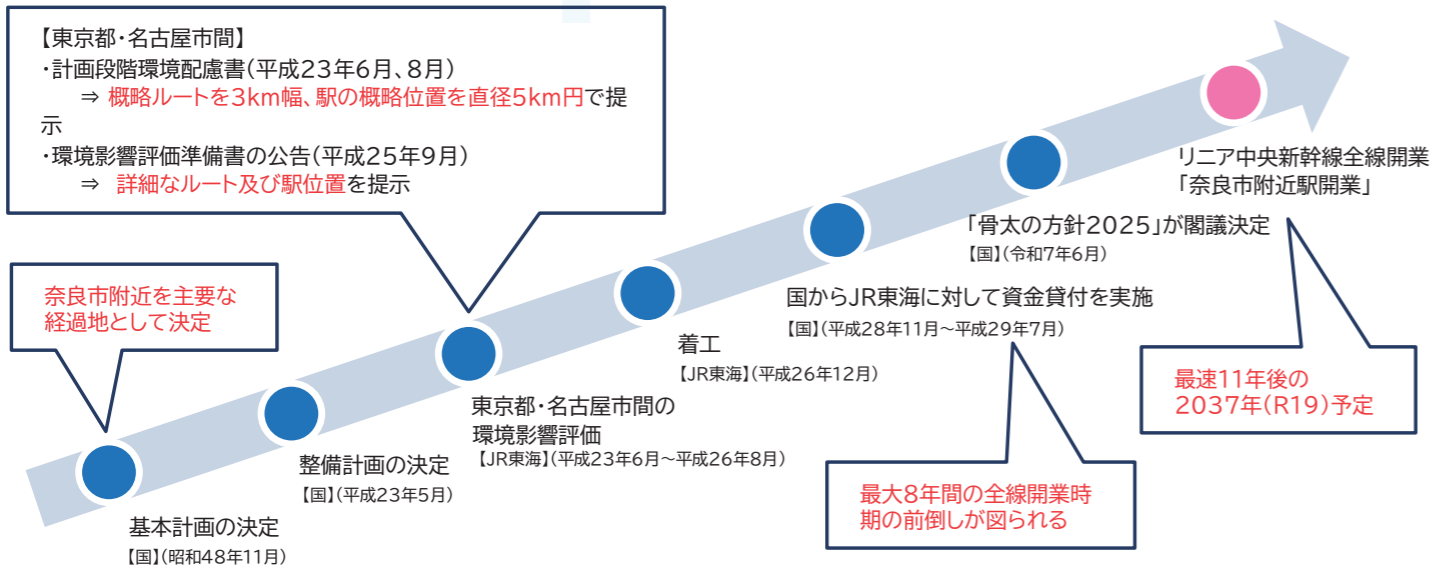 【東京都・名古屋市間】
・計画段階環境配慮書(平成23年6月、8月)
⇒ 概略ルートを3km幅、駅の概略位置を直径5km円で提
示
・環境影響評価準備書の公告(平成25年9月)
⇒ 詳細なルート及び駅位置を提示
奈良市附近を主要な
経過地として決定
基本計画の決定
【国】(昭和48年11月)
整備計画の決定
【国】(平成23年5月)
東京都・名古屋市間の
環境影響評価
【JR東海】(平成23年6月~平成26年8月)
着工
【JR東海】(平成26年12月)
国からJR東海に対して資金貸付を実施
【国】(平成28年11月~平成29年7月)
最大8年間の全線開業時
期の前倒しが図られる
「骨太の方針2025」が閣議決定
【国】(令和7年6月)
リニア中央新幹線全線開業
「奈良市附近駅開業」
最速11年後の
2037年(R19)予定